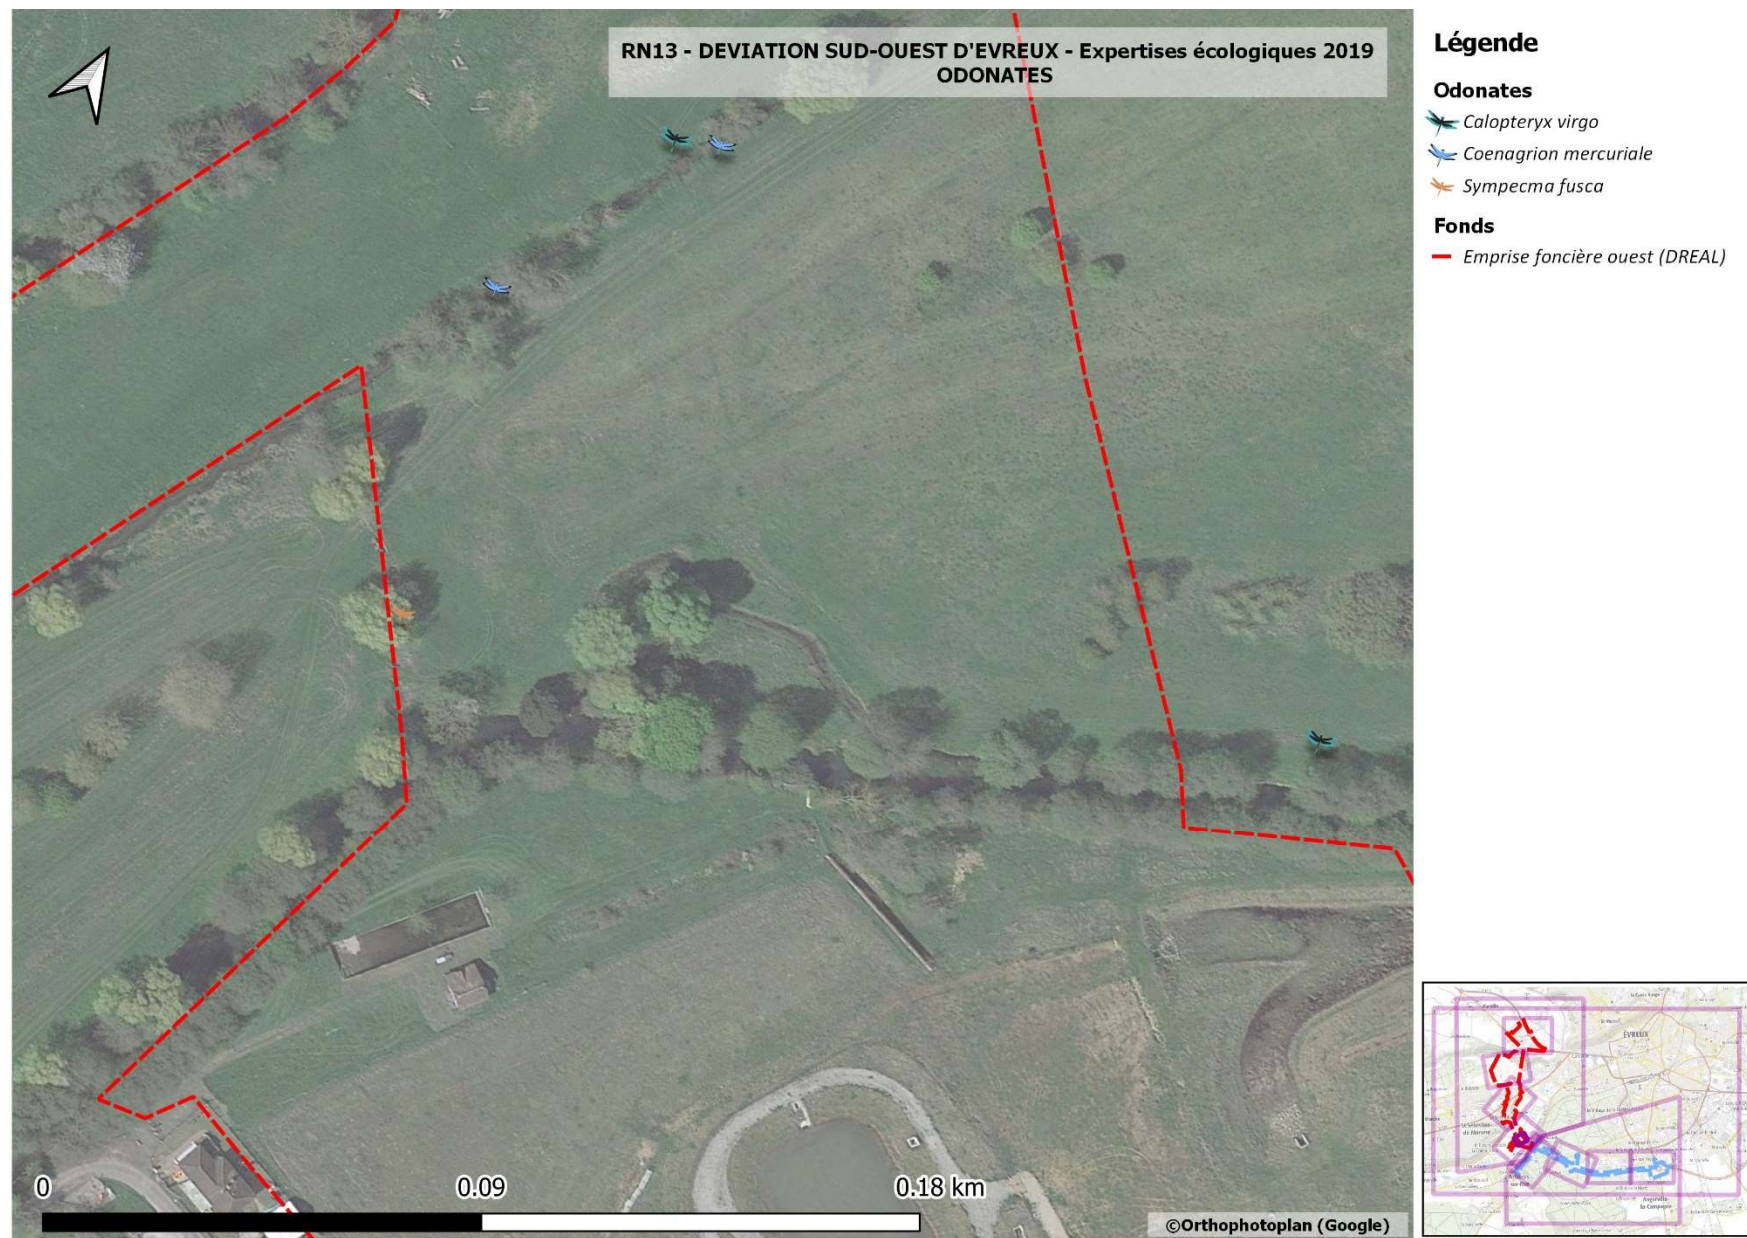 RN13 - DEVIATION SUD-OUEST D'EVREUX - Expertises écologiques 2019
ODONATES
Légende
Odonates
Calopteryx virgo
Coenagrion mercuriale
Sympecma fusca
Fonds
Emprise foncière ouest (DREAL)
0
0.09
0.18 km
©Orthophotoplan (Google)
ÉVREUX